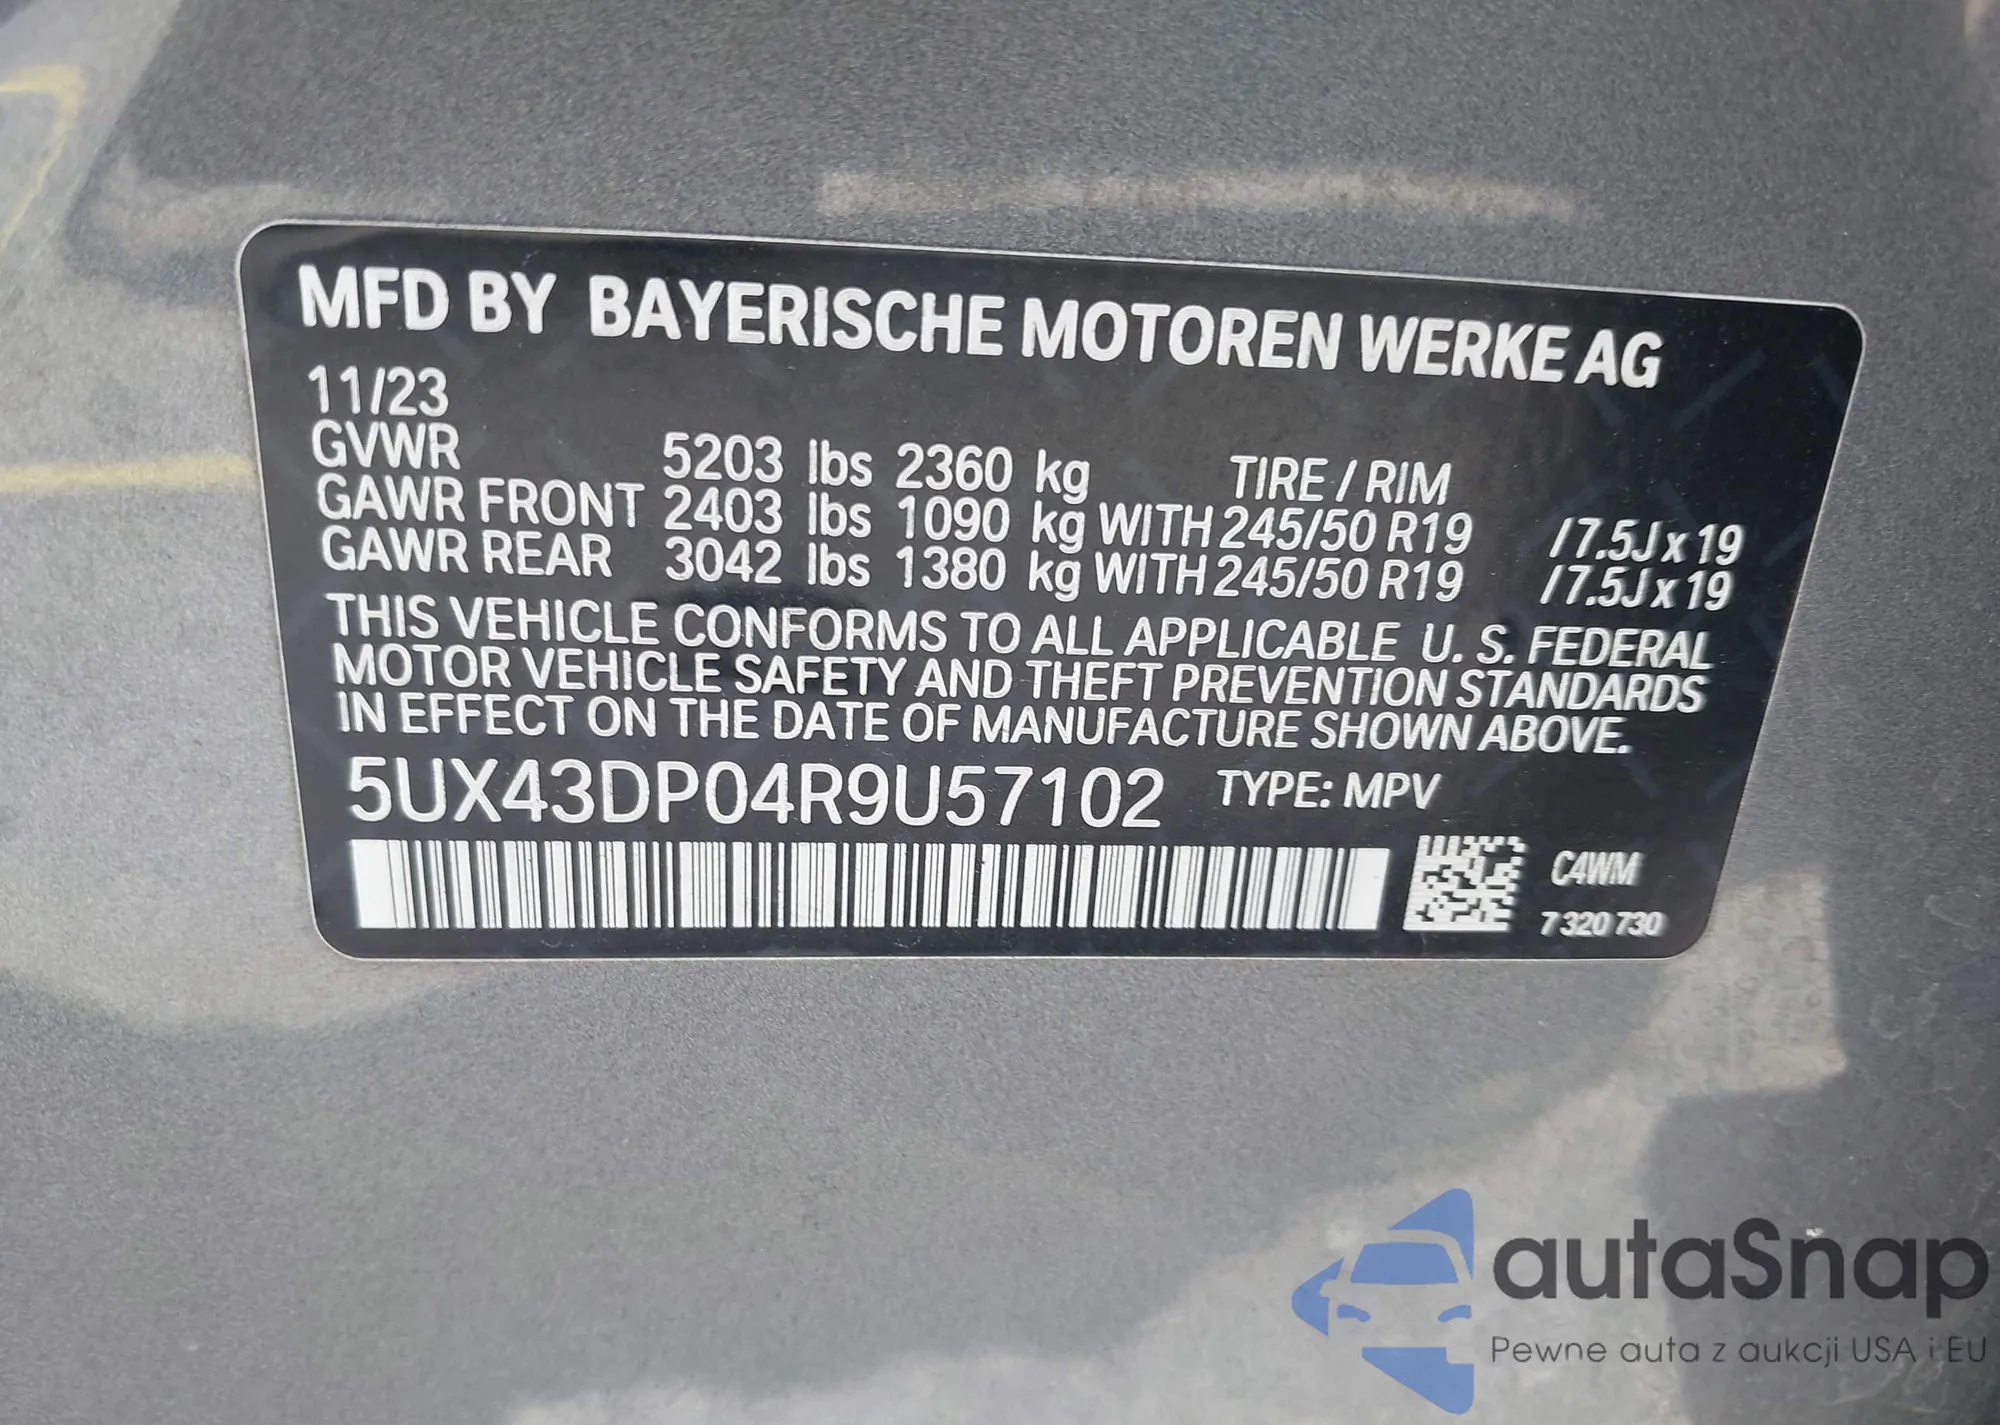 MFD BY BAYERISCHE MOTOREN WERKE AG
11/23
GVWR 5203 lbs 2360 kg TIRE / RIM
GAWR FRONT 2403 lbs 1090 kg WITH 245/50 R19 /7.5J x 19
GAWR REAR 3042 lbs 1380 kg WITH 245/50 R19 /7.5J x 19
THIS VEHICLE CONFORMS TO ALL APPLICABLE U. S. FEDERAL
MOTOR VEHICLE SAFETY AND THEFT PREVENTION STANDARDS
IN EFFECT ON THE DATE OF MANUFACTURE SHOWN ABOVE.
5UX43DP04R9U57102 TYPE: MPV
C4WM
7 320 730
autaSnap
Pewne auta z aukcji USA i EU